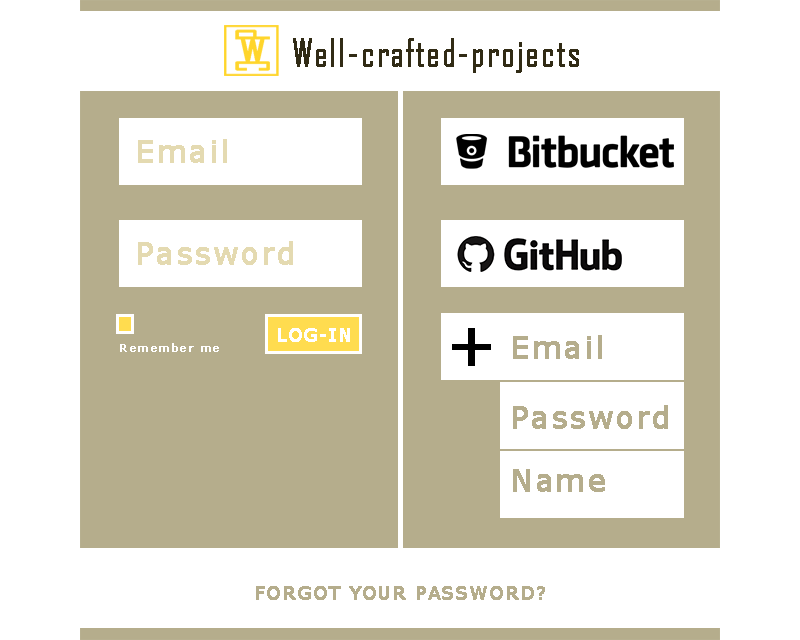 Well-crafted-projects
Email
Password
Remember me
LOG-IN
Bitbucket
GitHub
Email
Password
Name
FORGOT YOUR PASSWORD?